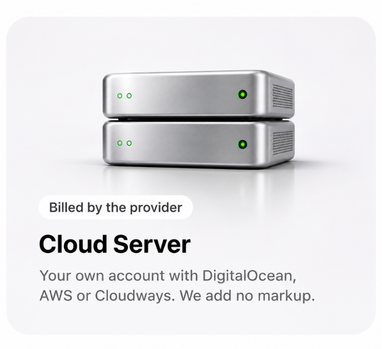 Billed by the provider
Cloud Server
Your own account with DigitalOcean,
AWS or Cloudways. We add no markup.